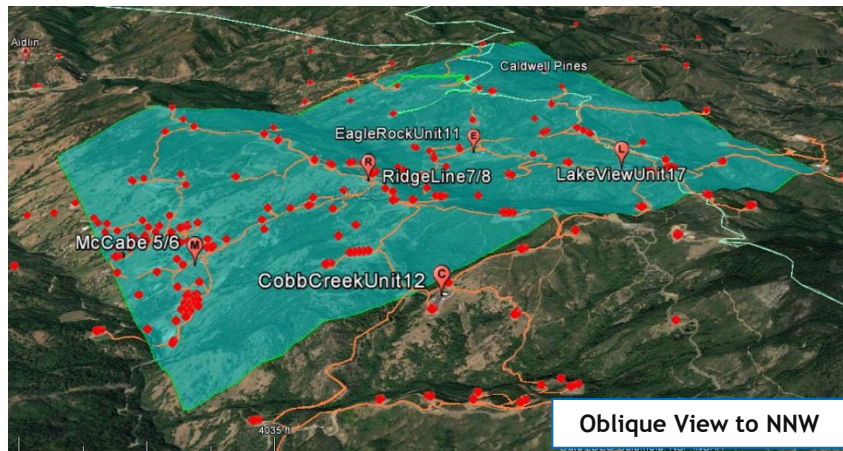 Aidlin
Caldwell Pines
EagleRockUnit11
E
L
R
RidgeLine7/8
LakeViewUnit17
McCabe 5/6
M
CobbCreekUnit12
C
4035 ft
Oblique View to NNW